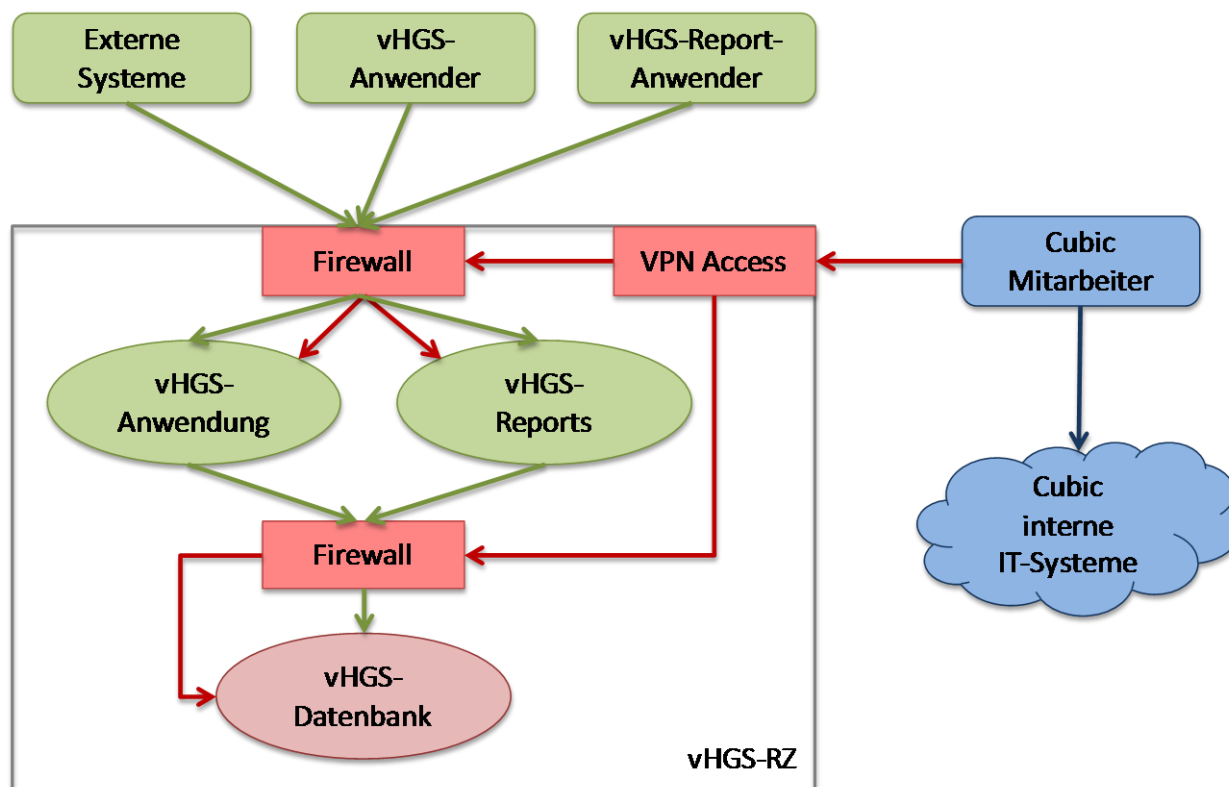 Externe
Systeme
vHGS-
Anwender
vHGS-Report-
Anwender
Firewall
VPN Access
Cubic
Mitarbeiter
vHGS-
Anwendung
vHGS-
Reports
Cubic
interne
IT-Systeme
Firewall
vHGS-
Datenbank
vHGS-RZ